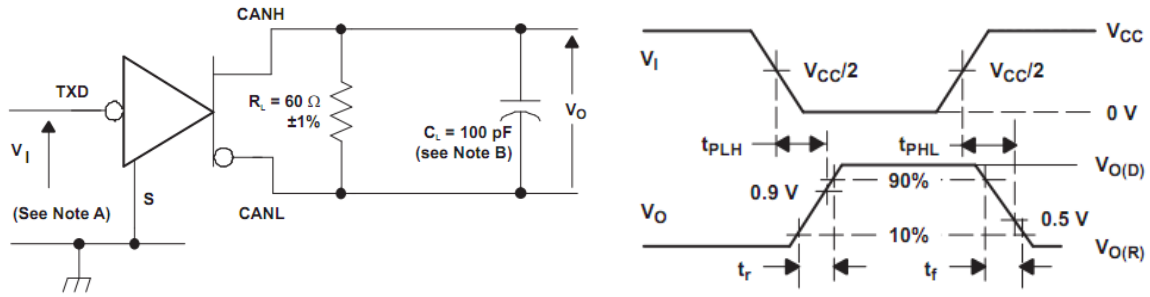 CANH
TXD
R_L = 60 Ω
±1%
C_L = 100 pF
(see Note B)
V_O
V_I
(See Note A)
S
CANL
V_I
V_CC
V_CC/2
V_CC/2
0 V
t_PLH
t_PHL
V_O(D)
90%
0.9 V
V_O
0.5 V
10%
V_O(R)
t_r
t_f